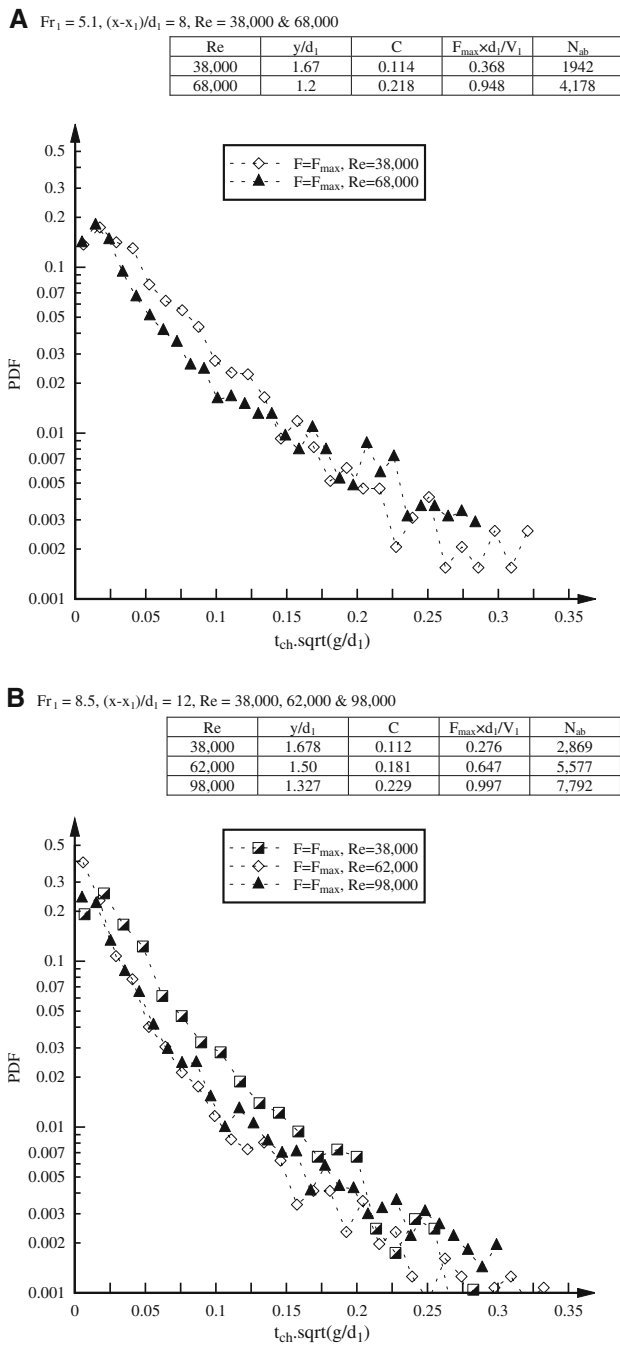 A Fr₁ = 5.1, (x-x₁)/d₁ = 8, Re = 38,000 & 68,000
Re y/d₁ C Fmax×d₁/V₁ Nab
38,000 1.67 0.114 0.368 1942
68,000 1.2 0.218 0.948 4,178
F=Fmax, Re=38,000
F=Fmax, Re=68,000
0.5
0.3
0.2
0.1
0.07
0.05
0.03
0.02
0.01
0.007
0.005
0.003
0.002
0.001
PDF
0 0.05 0.1 0.15 0.2 0.25 0.3 0.35
tch.sqrt(g/d₁)
B Fr₁ = 8.5, (x-x₁)/d₁ = 12, Re = 38,000, 62,000 & 98,000
Re y/d₁ C Fmax×d₁/V₁ Nab
38,000 1.678 0.112 0.276 2,869
62,000 1.50 0.181 0.647 5,577
98,000 1.327 0.229 0.997 7,792
F=Fmax, Re=38,000
F=Fmax, Re=62,000
F=Fmax, Re=98,000
0.5
0.3
0.2
0.1
0.07
0.05
0.03
0.02
0.01
0.007
0.005
0.003
0.002
0.001
PDF
0 0.05 0.1 0.15 0.2 0.25 0.3 0.35
tch.sqrt(g/d₁)